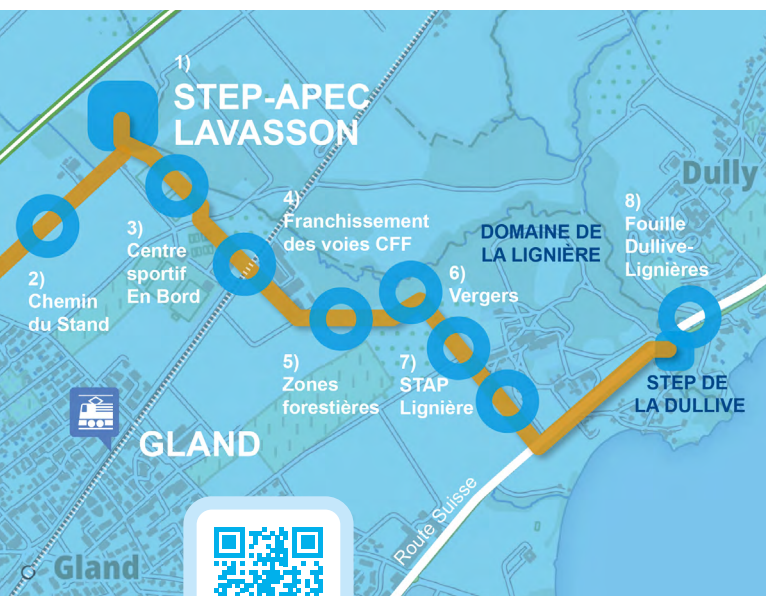 1)
STEP-APEC
LAVASSON
2)
Chemin
du Stand
3)
Centre
sportif
En Bord
4)
Franchissement
des voies CFF
5)
Zones
forestières
6)
Vergers
7)
STAP
Lignière
8)
Fouille
Dullive-
Lignières
DOMAINE DE
LA LIGNIÈRE
Dully
STEP DE
LA DULLIVE
GLAND
Route Suisse
Gland